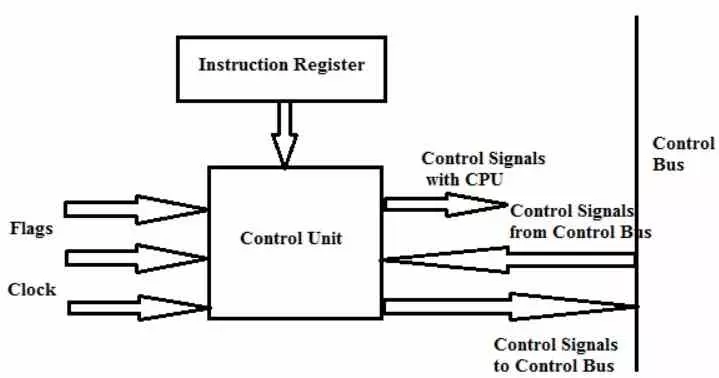 Instruction Register
Control Signals
with CPU
Control
Bus
Control Signals
from Control Bus
Flags
Control Unit
Clock
Control Signals
to Control Bus